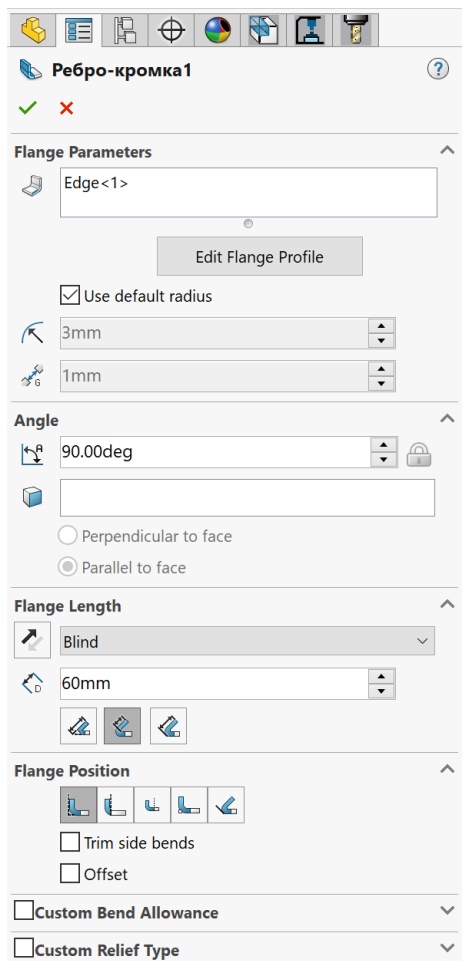 Ребро-кромка1
?
Flange Parameters
Edge<1>
Edit Flange Profile
Use default radius
3mm
G
1mm
Angle
A
90.00deg
Perpendicular to face
Parallel to face
Flange Length
Blind
D
60mm
Flange Position
Trim side bends
Offset
Custom Bend Allowance
Custom Relief Type